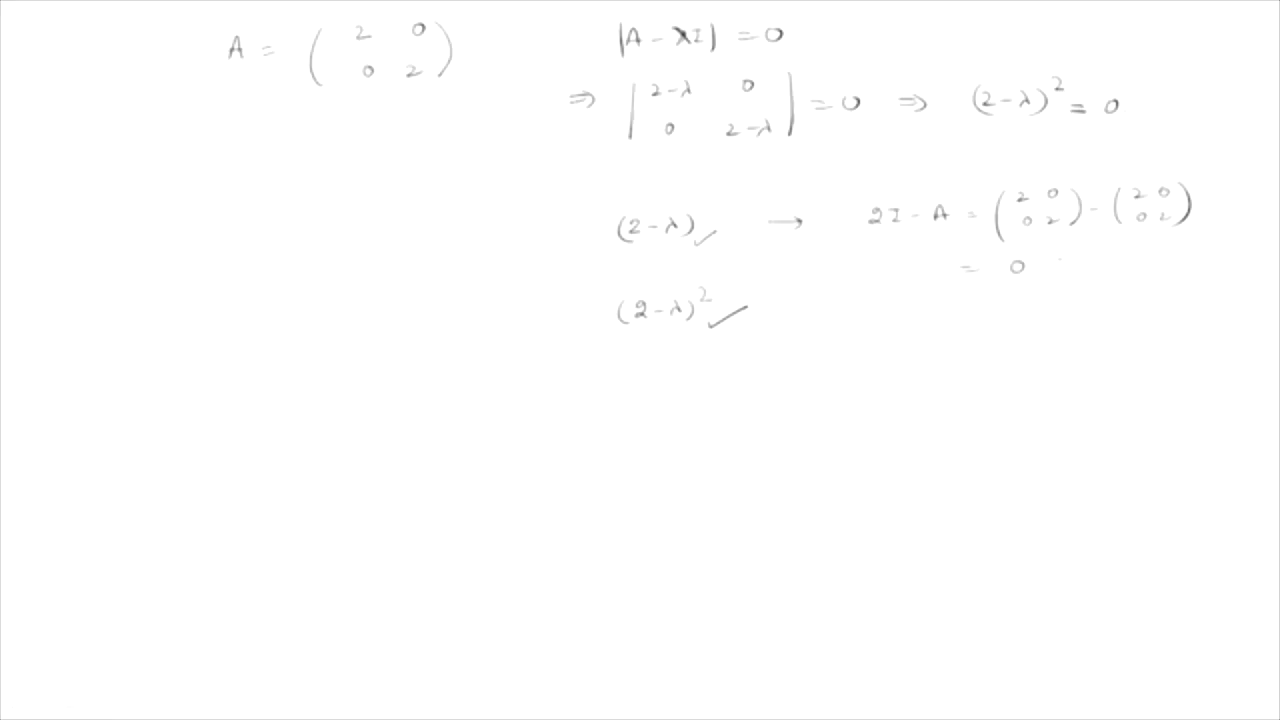 A = ( 2 0
0 2 )
|A - λI| = 0
⇒ | 2-λ 0
0 2-λ | = 0 ⇒ (2-λ)² = 0
(2-λ) ✓ → 2I - A = ( 2 0
0 2 ) - ( 2 0
0 2 )
= 0
(2-λ)² ✓